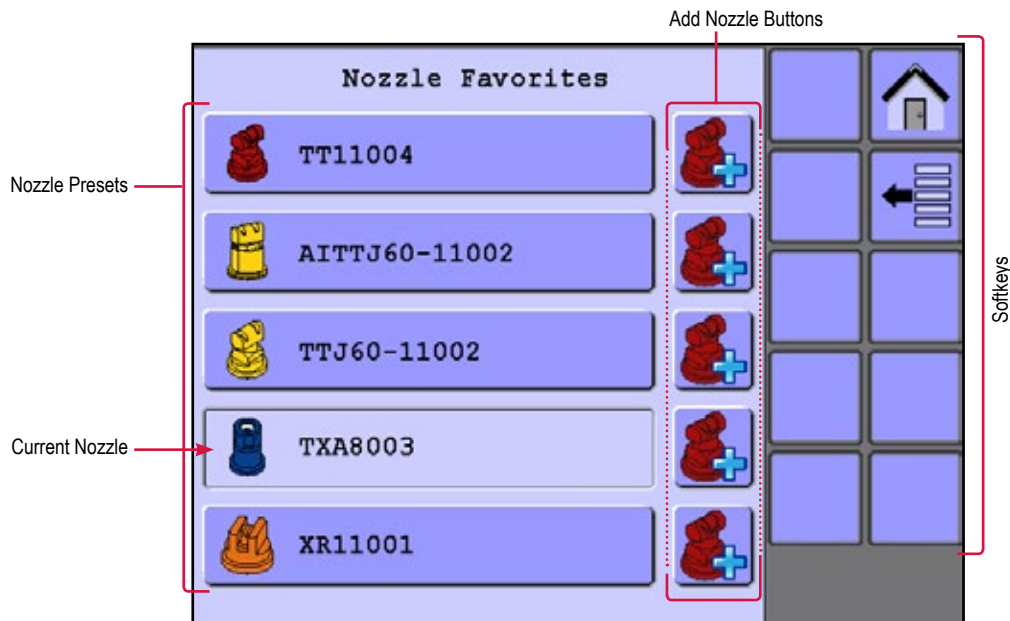 Add Nozzle Buttons
Nozzle Favorites
TT11004
Nozzle Presets
AITTJ60-11002
Softkeys
TTJ60-11002
Current Nozzle
TXA8003
XR11001